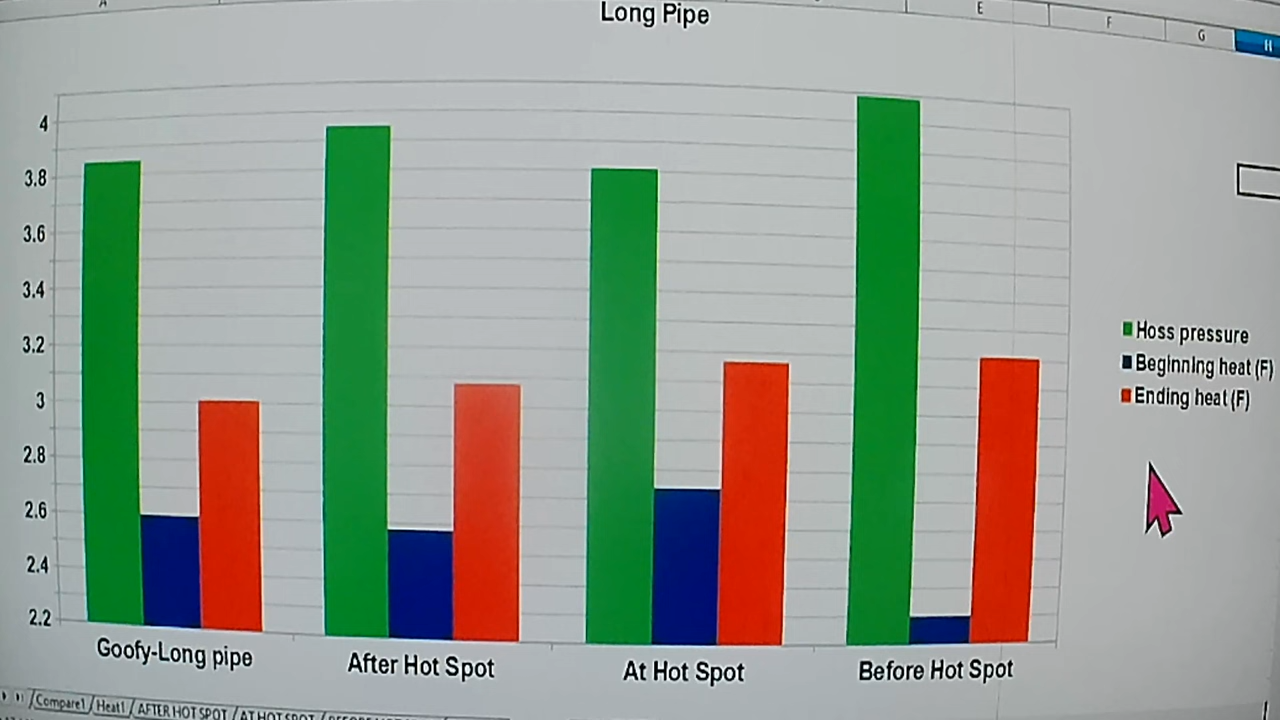 A
E
F
G
H
Long Pipe
4
3.8
3.6
3.4
3.2
3
2.8
2.6
2.4
2.2
Hoss pressure
Beginning heat (F)
Ending heat (F)
Goofy-Long pipe
After Hot Spot
At Hot Spot
Before Hot Spot
Compare1 Heat1 AFTER HOT SPOT AT HOT SPOT